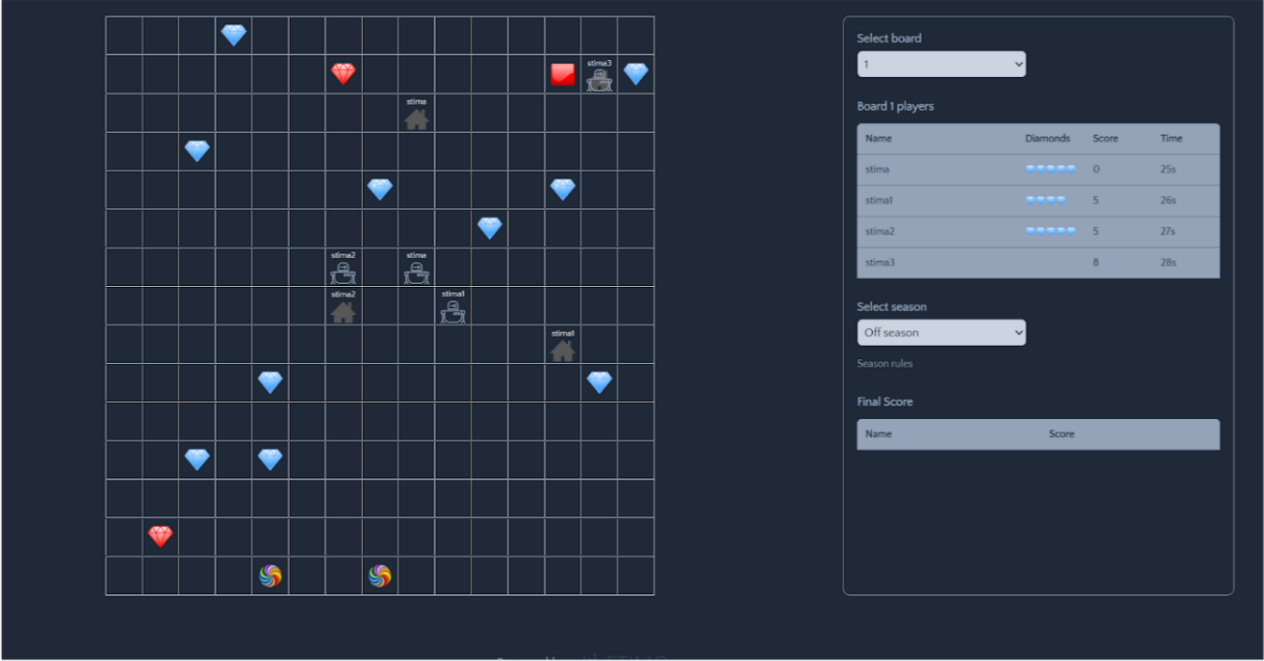 Select board
stima3
1
stima
Board 1 players
Name Diamonds Score Time
stima 0 25s
stima1 5 26s
stima2 5 27s
stima2 stima
stima3 8 28s
stima2 stima1
Select season
stima1
Off season
Season rules
Final Score
Name Score